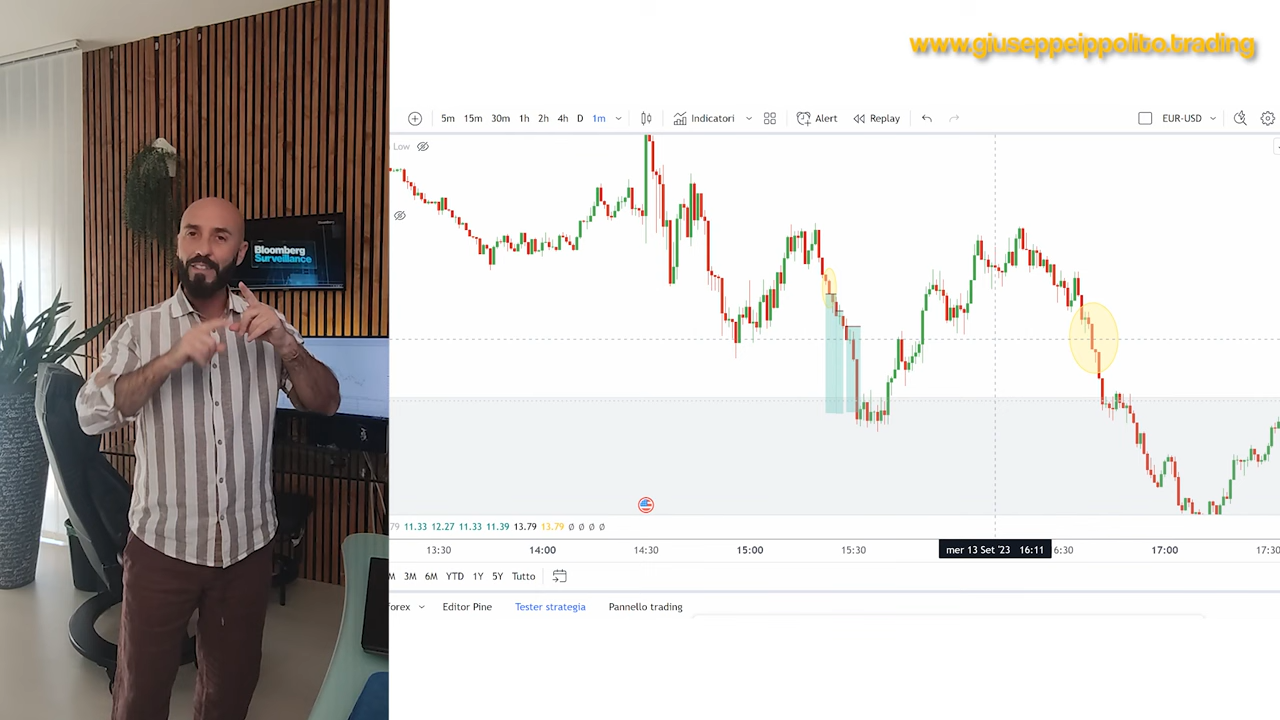 www.giuseppeippolito.trading
5m 15m 30m 1h 2h 4h D 1m Indicatori Alert Replay EUR-USD
Low
Bloomberg
Surveillance
79 11.33 12.27 11.33 11.39 13.79 13.79 Ø Ø Ø Ø
13:30 14:00 14:30 15:00 15:30 mer 13 Set '23 16:11 6:30 17:00 17:30
M 3M 6M YTD 1Y 5Y Tutto
forex Editor Pine Tester strategia Pannello trading